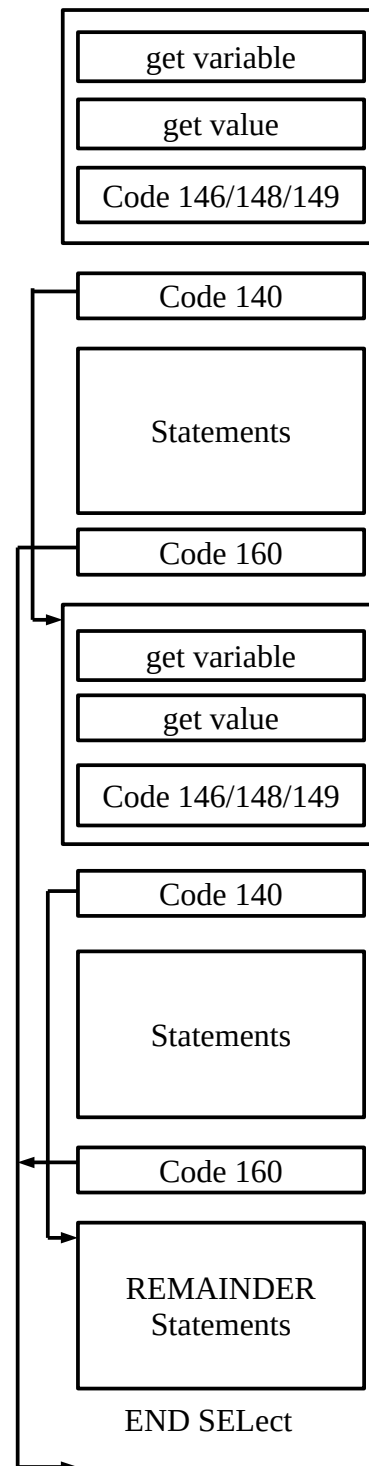 get variable
get value
Code 146/148/149
Code 140
Statements
Code 160
get variable
get value
Code 146/148/149
Code 140
Statements
Code 160
REMAINDER
Statements
END SELect